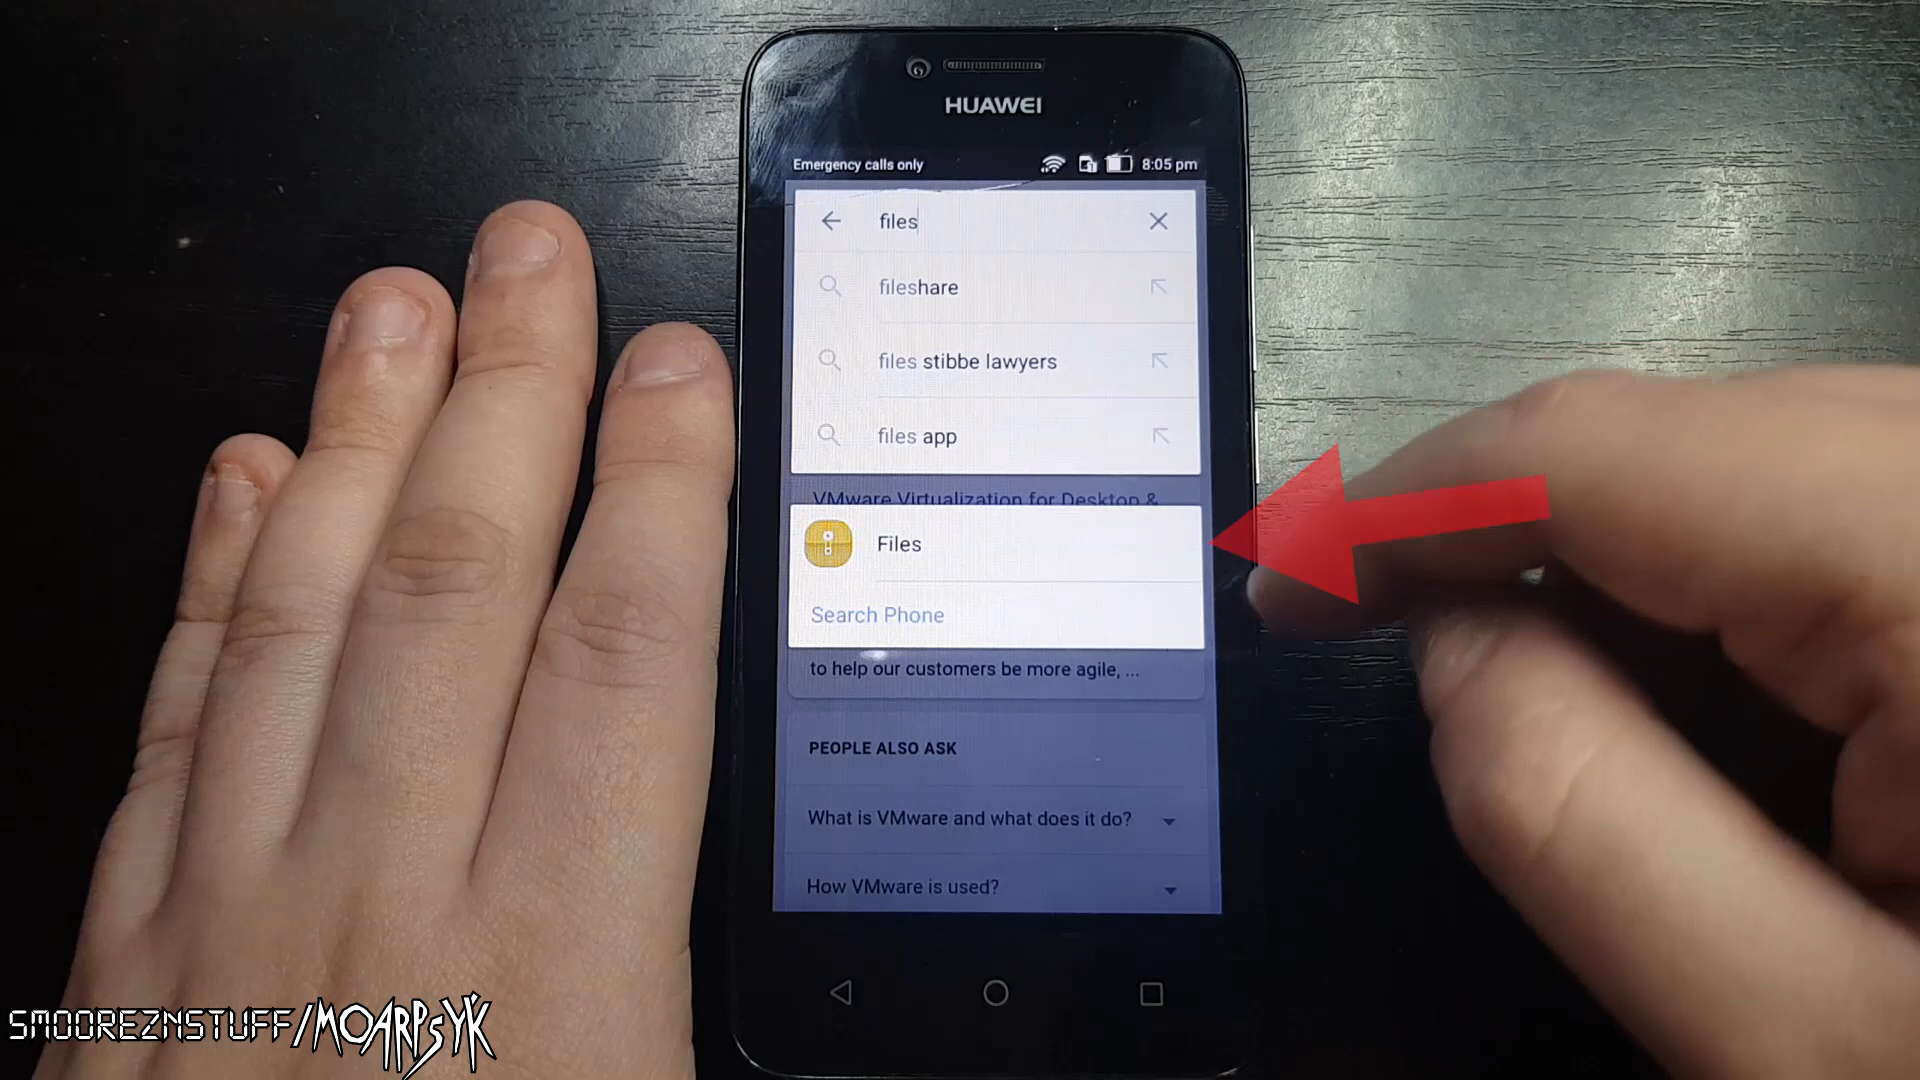 HUAWEI
Emergency calls only 8:05 pm
files
fileshare
files stibbe lawyers
files app
VMware Virtualization for Desktop &
Files
Search Phone
to help our customers be more agile, ...
PEOPLE ALSO ASK
What is VMware and what does it do?
How VMware is used?
SMOOREZNSTUFF/MOARPSYK